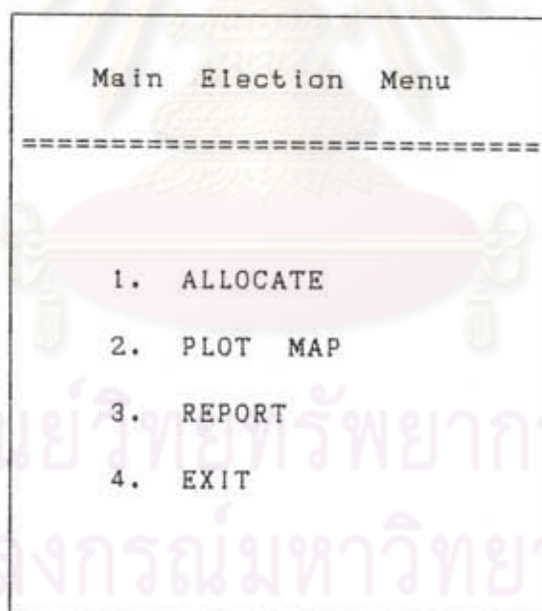 Main Election Menu
=============================
1. ALLOCATE
2. PLOT MAP
3. REPORT
4. EXIT